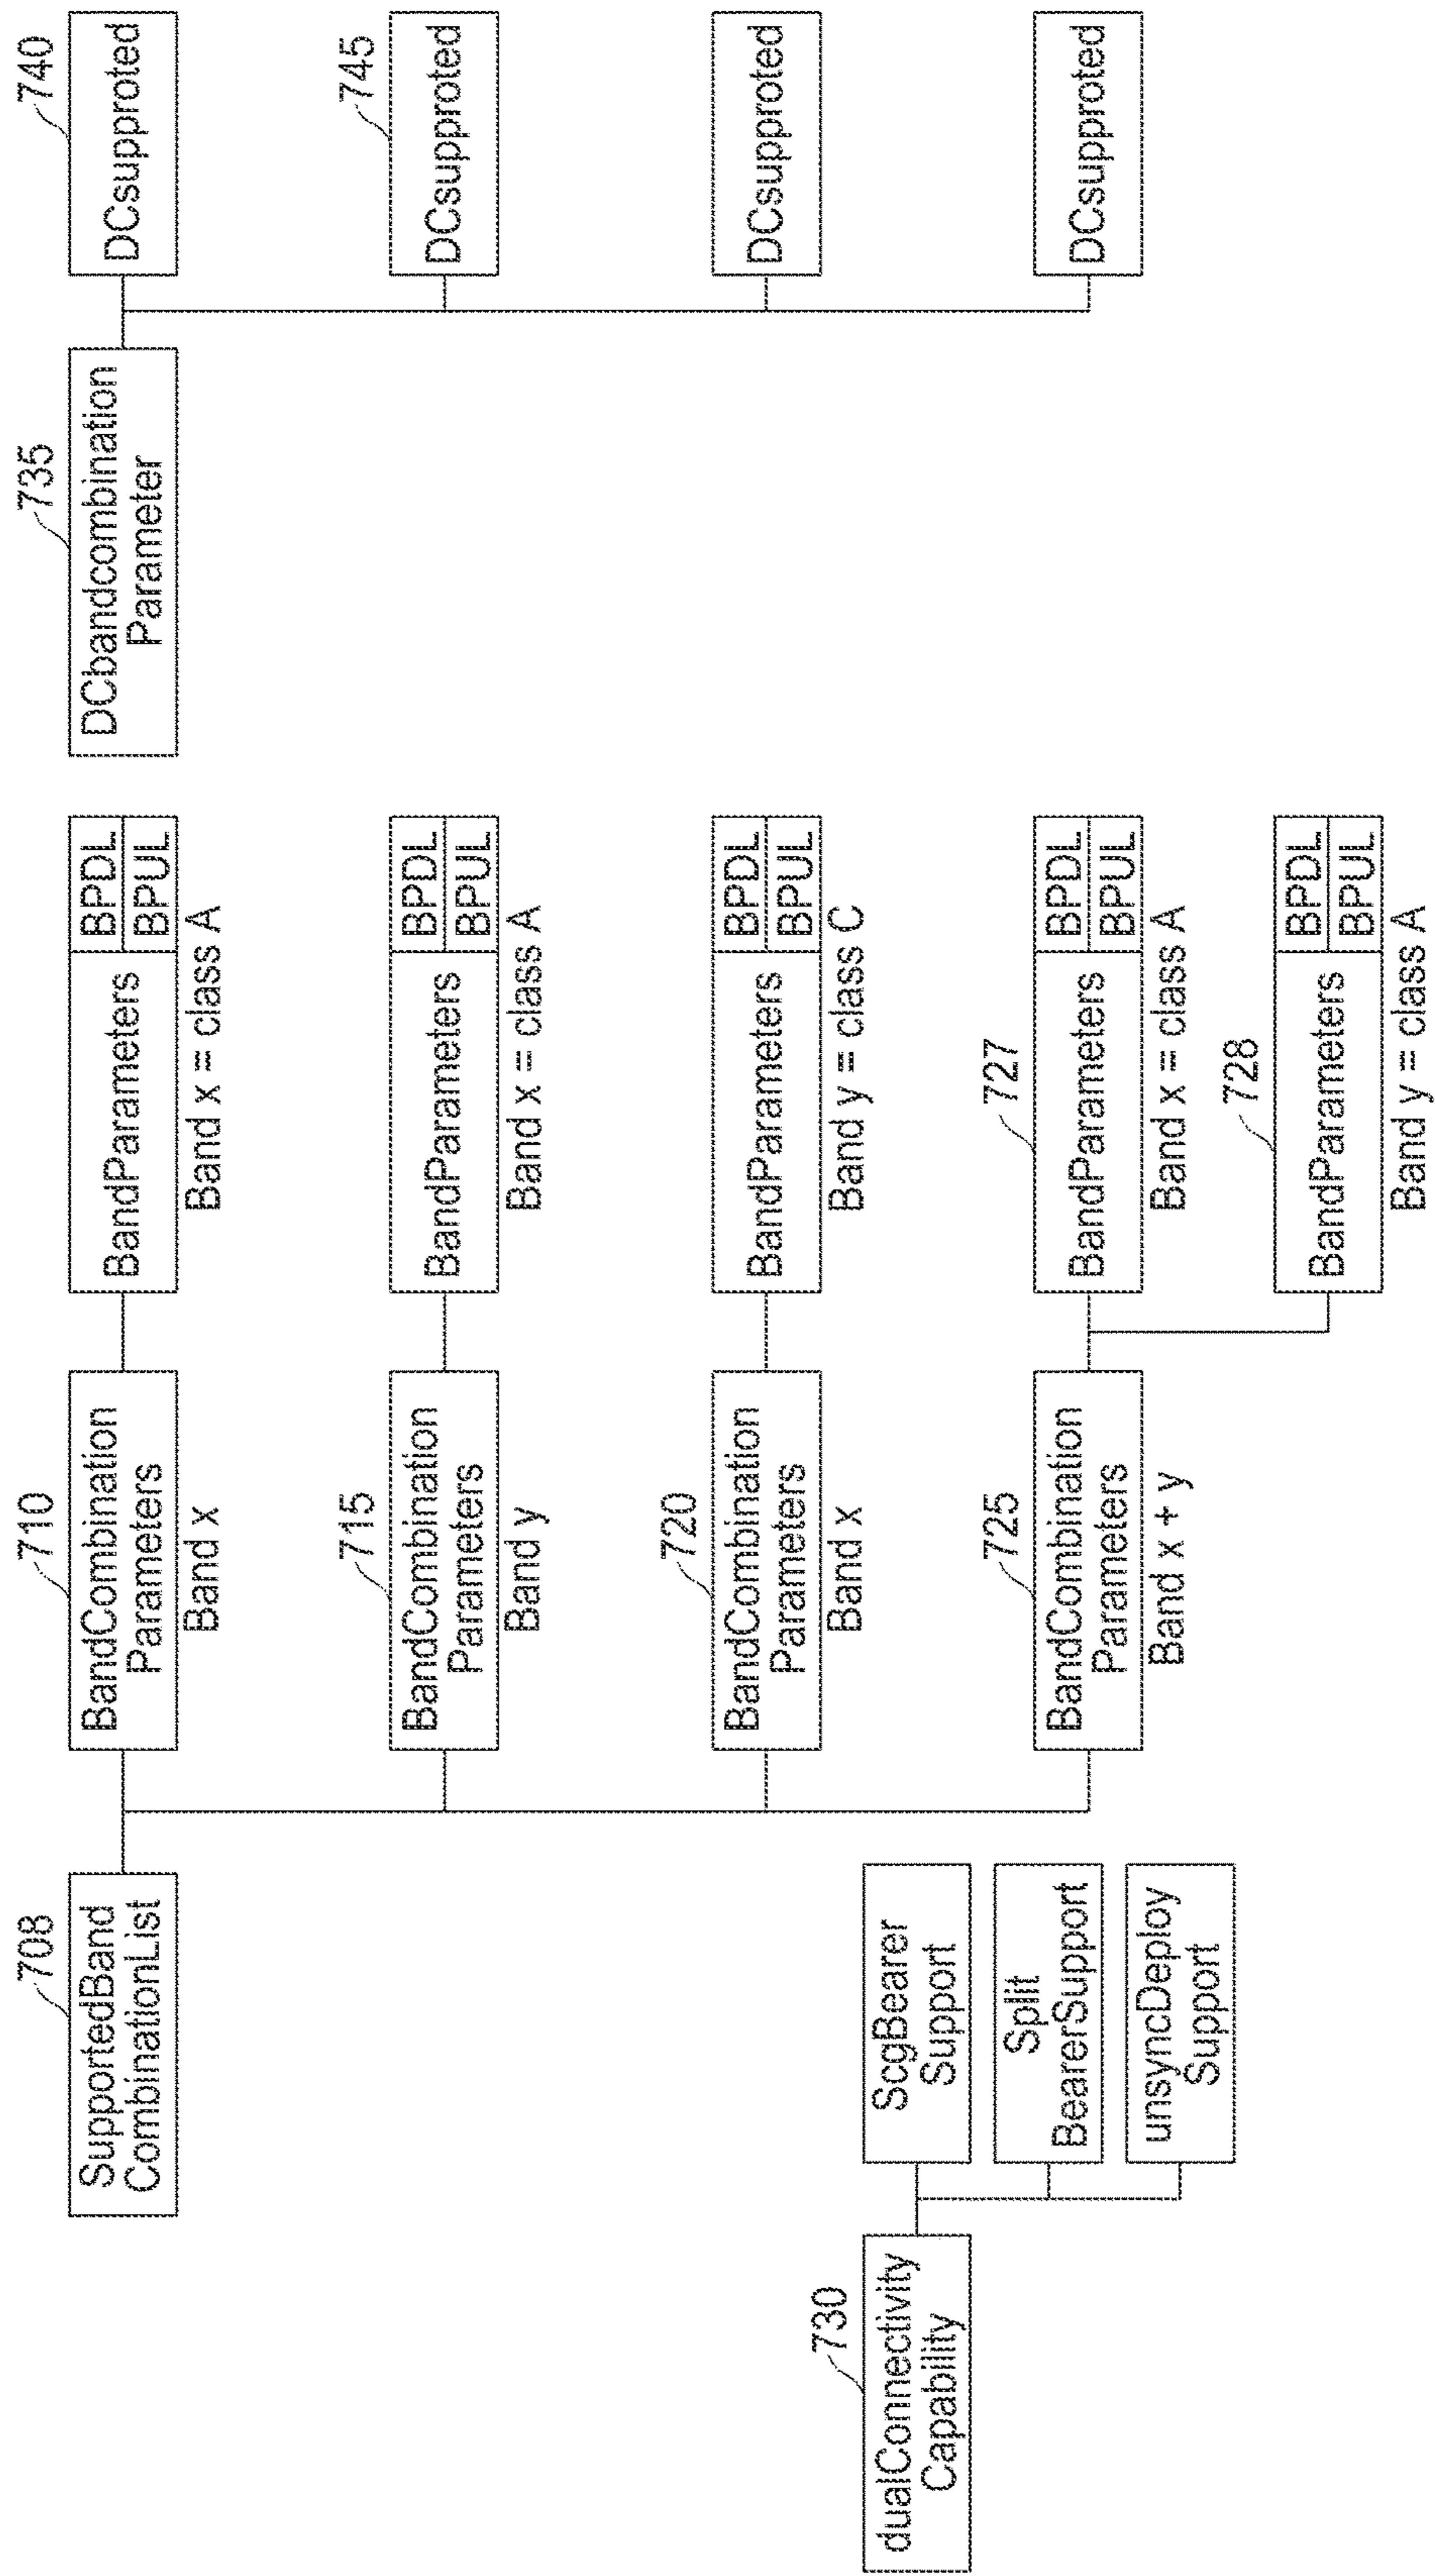 708
SupportedBand
CombinationList
710
BandCombination
Parameters
Band x
BandParameters
BPDL
BPUL
Band x = class A
735
DCbandcombination
Parameter
740
DCsupproted
715
BandCombination
Parameters
Band y
BandParameters
BPDL
BPUL
Band x = class A
745
DCsupproted
720
BandCombination
Parameters
Band x
BandParameters
BPDL
BPUL
Band y = class C
DCsupproted
725
BandCombination
Parameters
Band x + y
727
BandParameters
BPDL
BPUL
Band x = class A
DCsupproted
728
BandParameters
BPDL
BPUL
Band y = class A
730
dualConnectivity
Capability
ScgBearer
Support
Split
BearerSupport
unsyncDeploy
Support